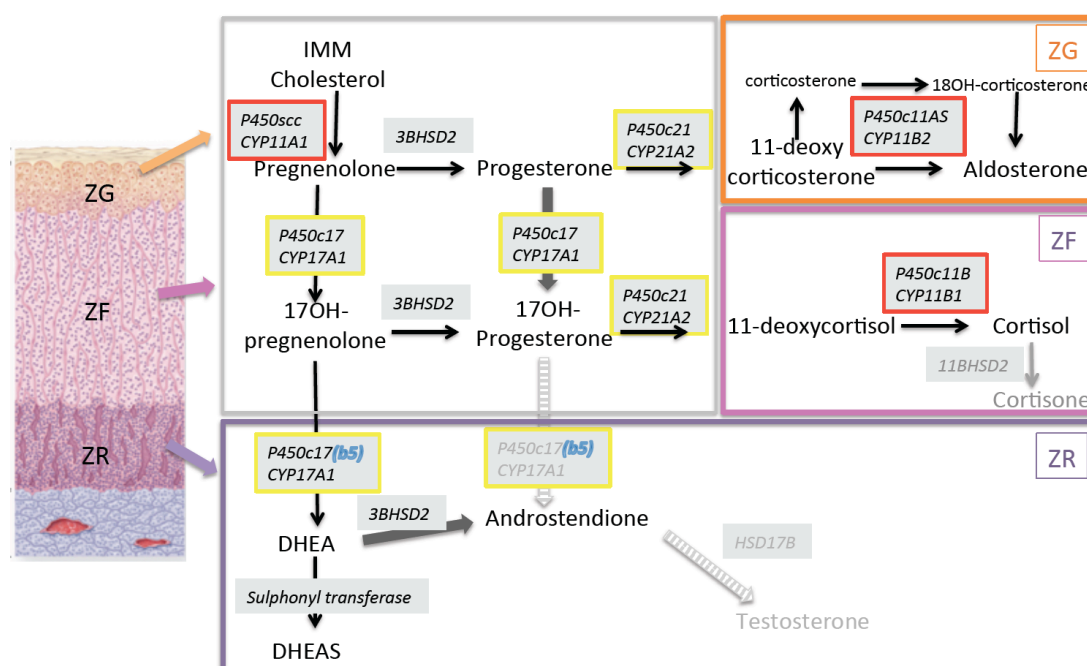 ZG
ZF
ZR
IMM
Cholesterol
P450scc
CYP11A1
3BHSD2
P450c21
CYP21A2
Pregnenolone
Progesterone
P450c17
CYP17A1
P450c17
CYP17A1
17OH-
pregnenolone
3BHSD2
17OH-
Progesterone
P450c21
CYP21A2
ZG
corticosterone
18OH-corticosterone
P450c11AS
CYP11B2
11-deoxy
corticosterone
Aldosterone
ZF
P450c11B
CYP11B1
11-deoxycortisol
Cortisol
11BHSD2
Cortisone
ZR
P450c17(b5)
CYP17A1
P450c17(b5)
CYP17A1
3BHSD2
DHEA
Androstendione
HSD17B
Sulphonyl transferase
Testosterone
DHEAS